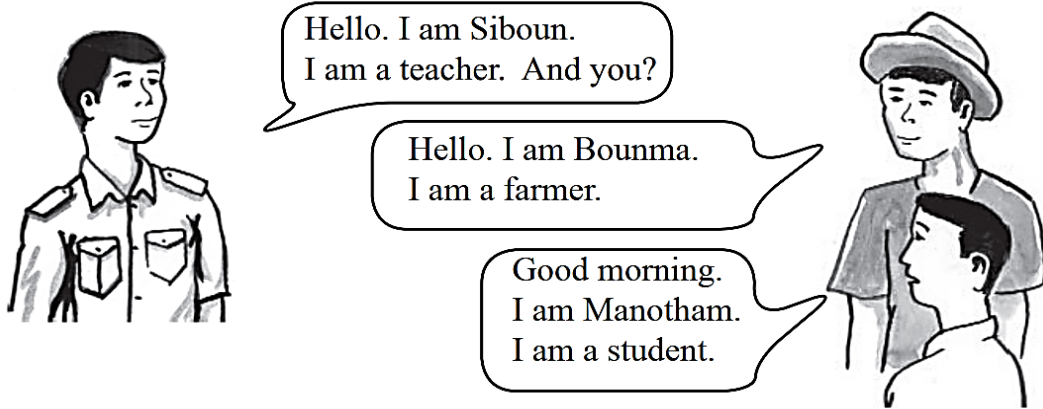 Hello. I am Siboun.
I am a teacher. And you?
Hello. I am Bounma.
I am a farmer.
Good morning.
I am Manotham.
I am a student.